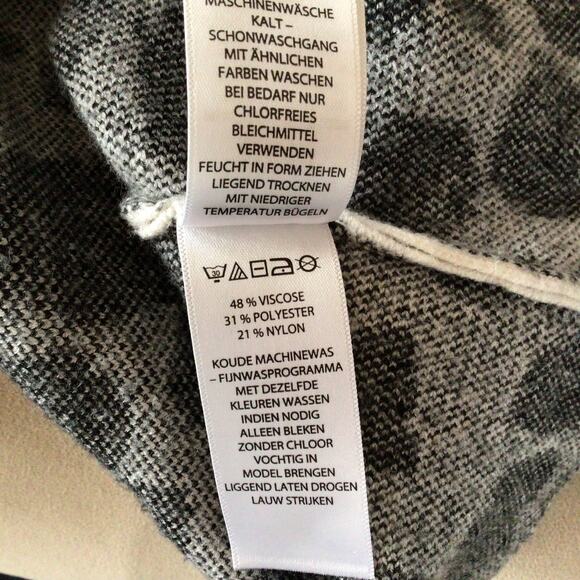 MASCHINENWÄSCHE
KALT –
SCHONWASCHGANG
MIT ÄHNLICHEN
FARBEN WASCHEN
BEI BEDARF NUR
CHLORFREIES
BLEICHMITTEL
VERWENDEN
FEUCHT IN FORM ZIEHEN
LIEGEND TROCKNEN
MIT NIEDRIGER
TEMPERATUR BÜGELN
30
48 % VISCOSE
31 % POLYESTER
21 % NYLON
KOUDE MACHINEWAS
– FIJNWASPROGRAMMA
MET DEZELFDE
KLEUREN WASSEN
INDIEN NODIG
ALLEEN BLEKEN
ZONDER CHLOOR
VOCHTIG IN
MODEL BRENGEN
LIGGEND LATEN DROGEN
LAUW STRIJKEN